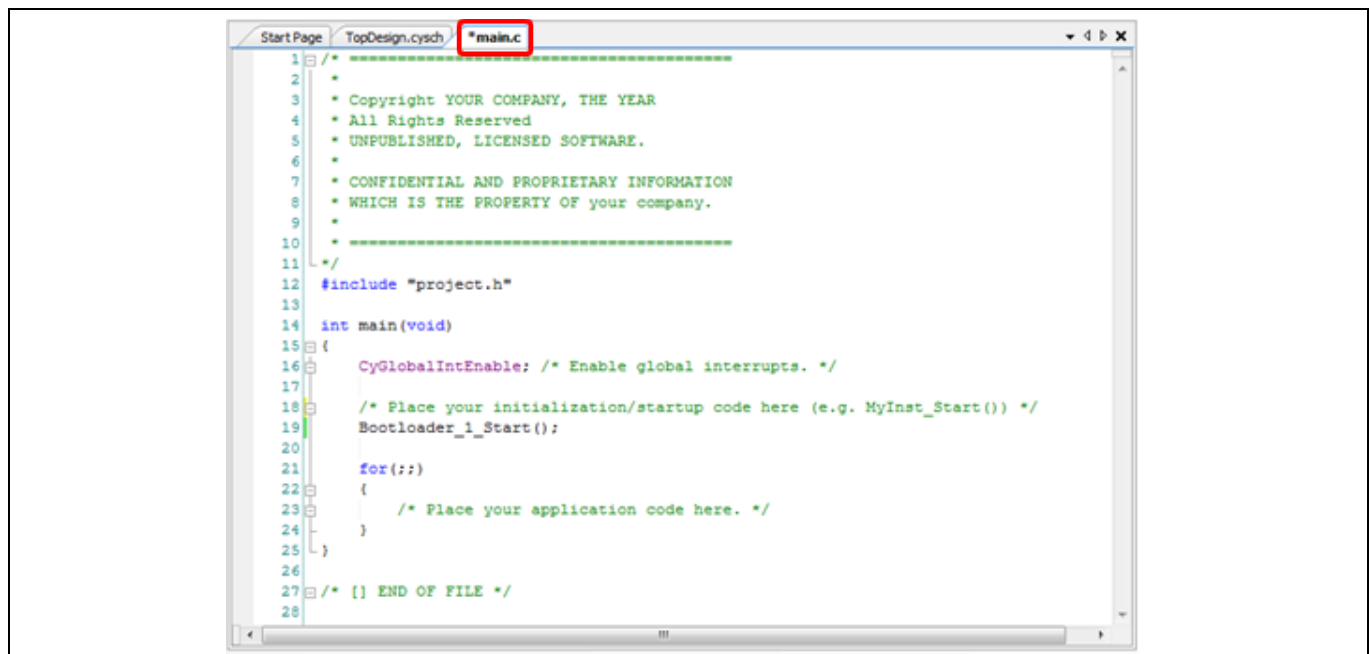 Start Page TopDesign.cysch *main.c
1 /* ========================================
2 *
3 * Copyright YOUR COMPANY, THE YEAR
4 * All Rights Reserved
5 * UNPUBLISHED, LICENSED SOFTWARE.
6 *
7 * CONFIDENTIAL AND PROPRIETARY INFORMATION
8 * WHICH IS THE PROPERTY OF your company.
9 *
10 * ========================================
11 */
12 #include "project.h"
13
14 int main(void)
15 {
16 CyGlobalIntEnable; /* Enable global interrupts. */
17
18 /* Place your initialization/startup code here (e.g. MyInst_Start()) */
19 Bootloader_1_Start();
20
21 for(;;)
22 {
23 /* Place your application code here. */
24 }
25 }
26
27 /* [] END OF FILE */
28